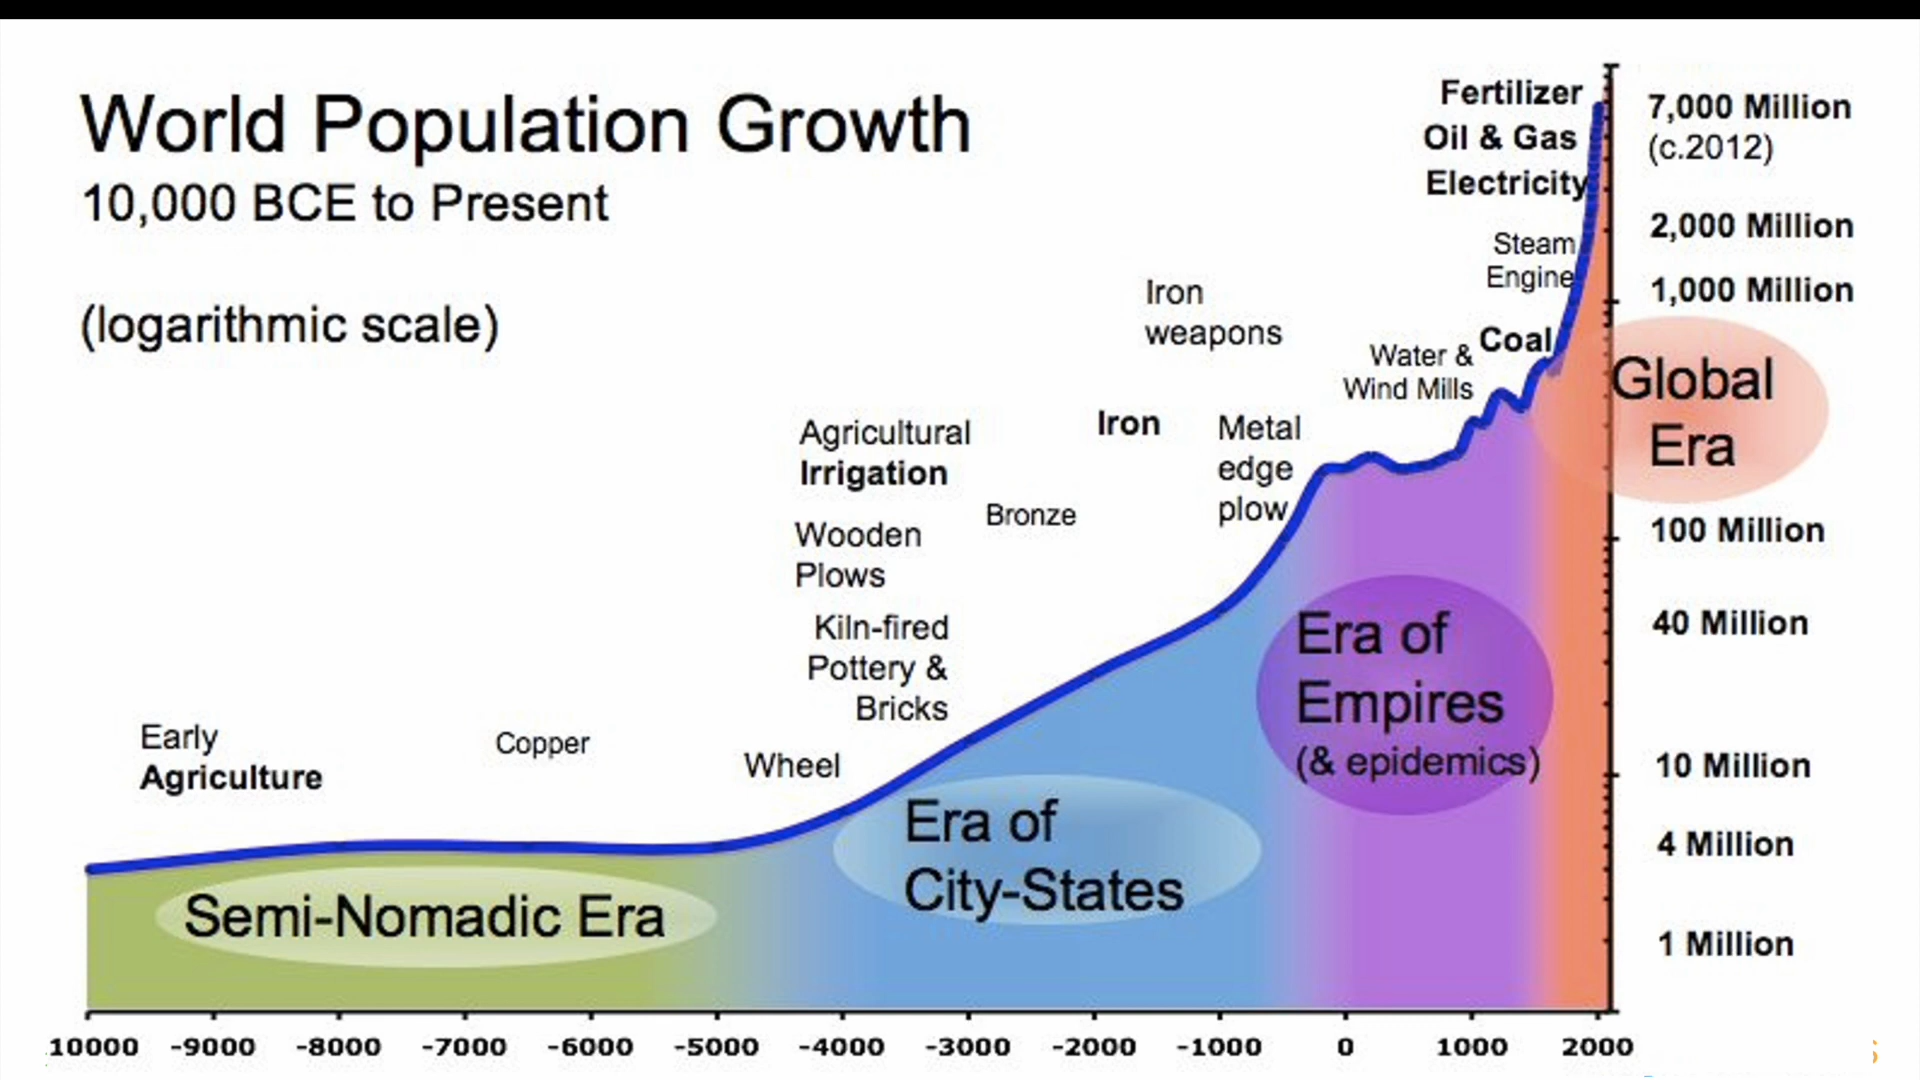 World Population Growth
10,000 BCE to Present
(logarithmic scale)
Fertilizer
Oil & Gas
Electricity
Steam
Engine
Coal
Water &
Wind Mills
Iron
weapons
Iron
Metal
edge
plow
Agricultural
Irrigation
Bronze
Wooden
Plows
Kiln-fired
Pottery &
Bricks
Wheel
Copper
Early
Agriculture
Semi-Nomadic Era
Era of
City-States
Era of
Empires
(& epidemics)
Global
Era
7,000 Million
(c.2012)
2,000 Million
1,000 Million
100 Million
40 Million
10 Million
4 Million
1 Million
10000 -9000 -8000 -7000 -6000 -5000 -4000 -3000 -2000 -1000 0 1000 2000